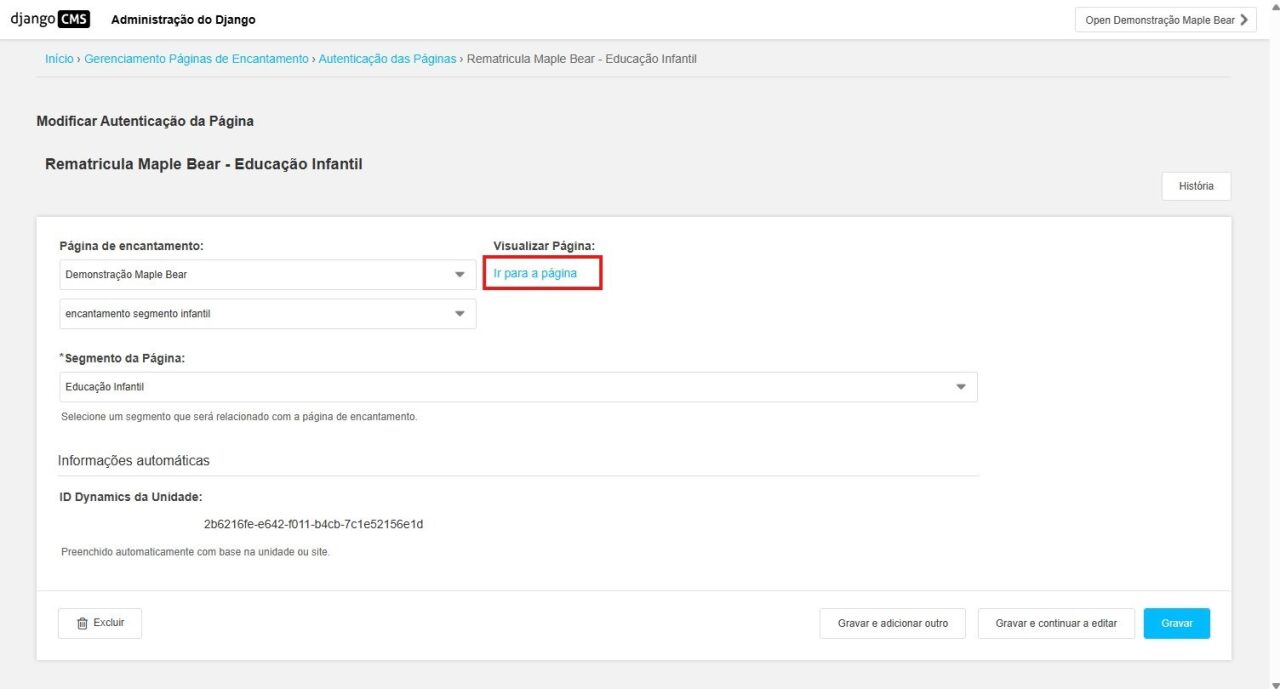 django CMS Administração do Django Open Demonstração Maple Bear
Início › Gerenciamento Páginas de Encantamento › Autenticação das Páginas › Rematricula Maple Bear - Educação Infantil
Modificar Autenticação da Página
Rematricula Maple Bear - Educação Infantil
História
Página de encantamento: Visualizar Página:
Demonstração Maple Bear Ir para a página
encantamento segmento infantil
*Segmento da Página:
Educação Infantil
Selecione um segmento que será relacionado com a página de encantamento.
Informações automáticas
ID Dynamics da Unidade:
2b6216fe-e642-f011-b4cb-7c1e52156e1d
Preenchido automaticamente com base na unidade ou site.
Excluir Gravar e adicionar outro Gravar e continuar a editar Gravar